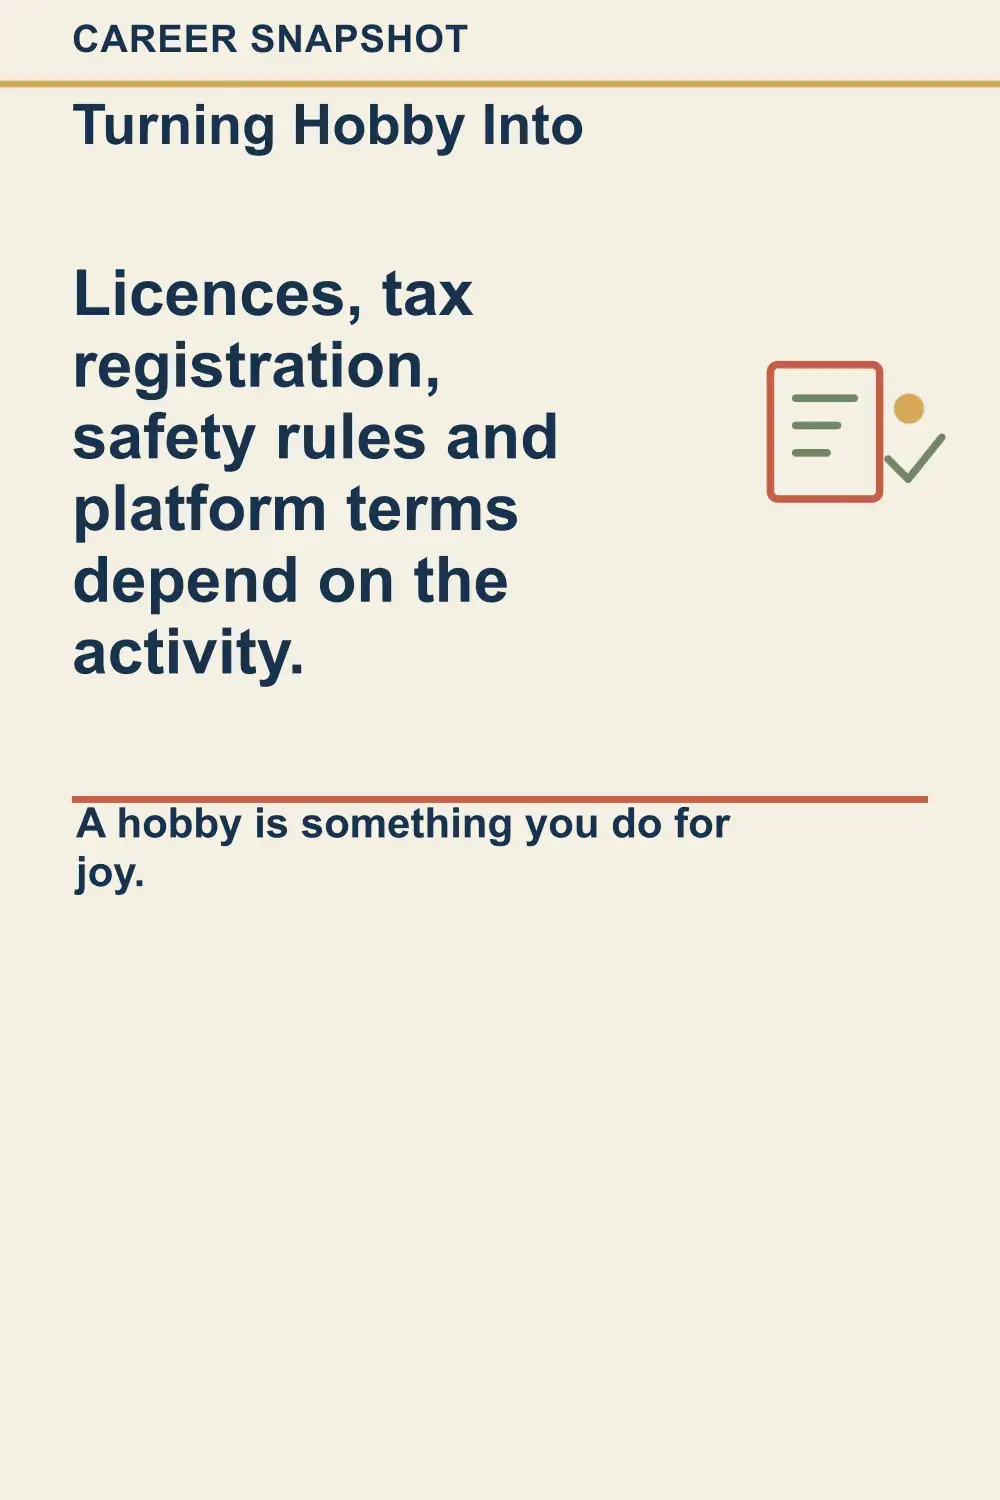 CAREER SNAPSHOT
Turning Hobby Into
Licences, tax
registration,
safety rules and
platform terms
depend on the
activity.
A hobby is something you do for
joy.